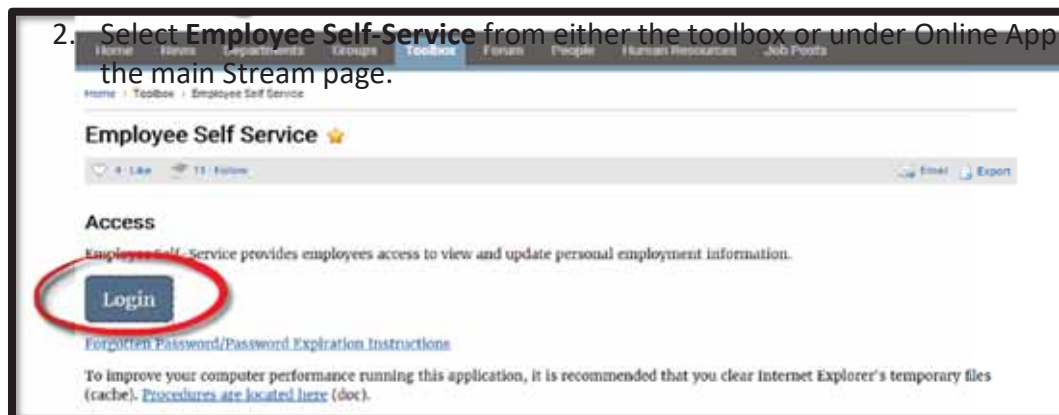 2. Select Employee Self-Service from either the toolbox or under Online App
Home News Departments Groups Toolbox Forum People Human Resources Job Posts
the main Stream page.
Home Toolbox Employee Self Service
Employee Self Service
4 Like 11 Follow Email Export
Access
Employee Self-Service provides employees access to view and update personal employment information.
Login
Forgotten Password/Password Expiration Instructions
To improve your computer performance running this application, it is recommended that you clear Internet Explorer's temporary files
(cache). Procedures are located here (doc).